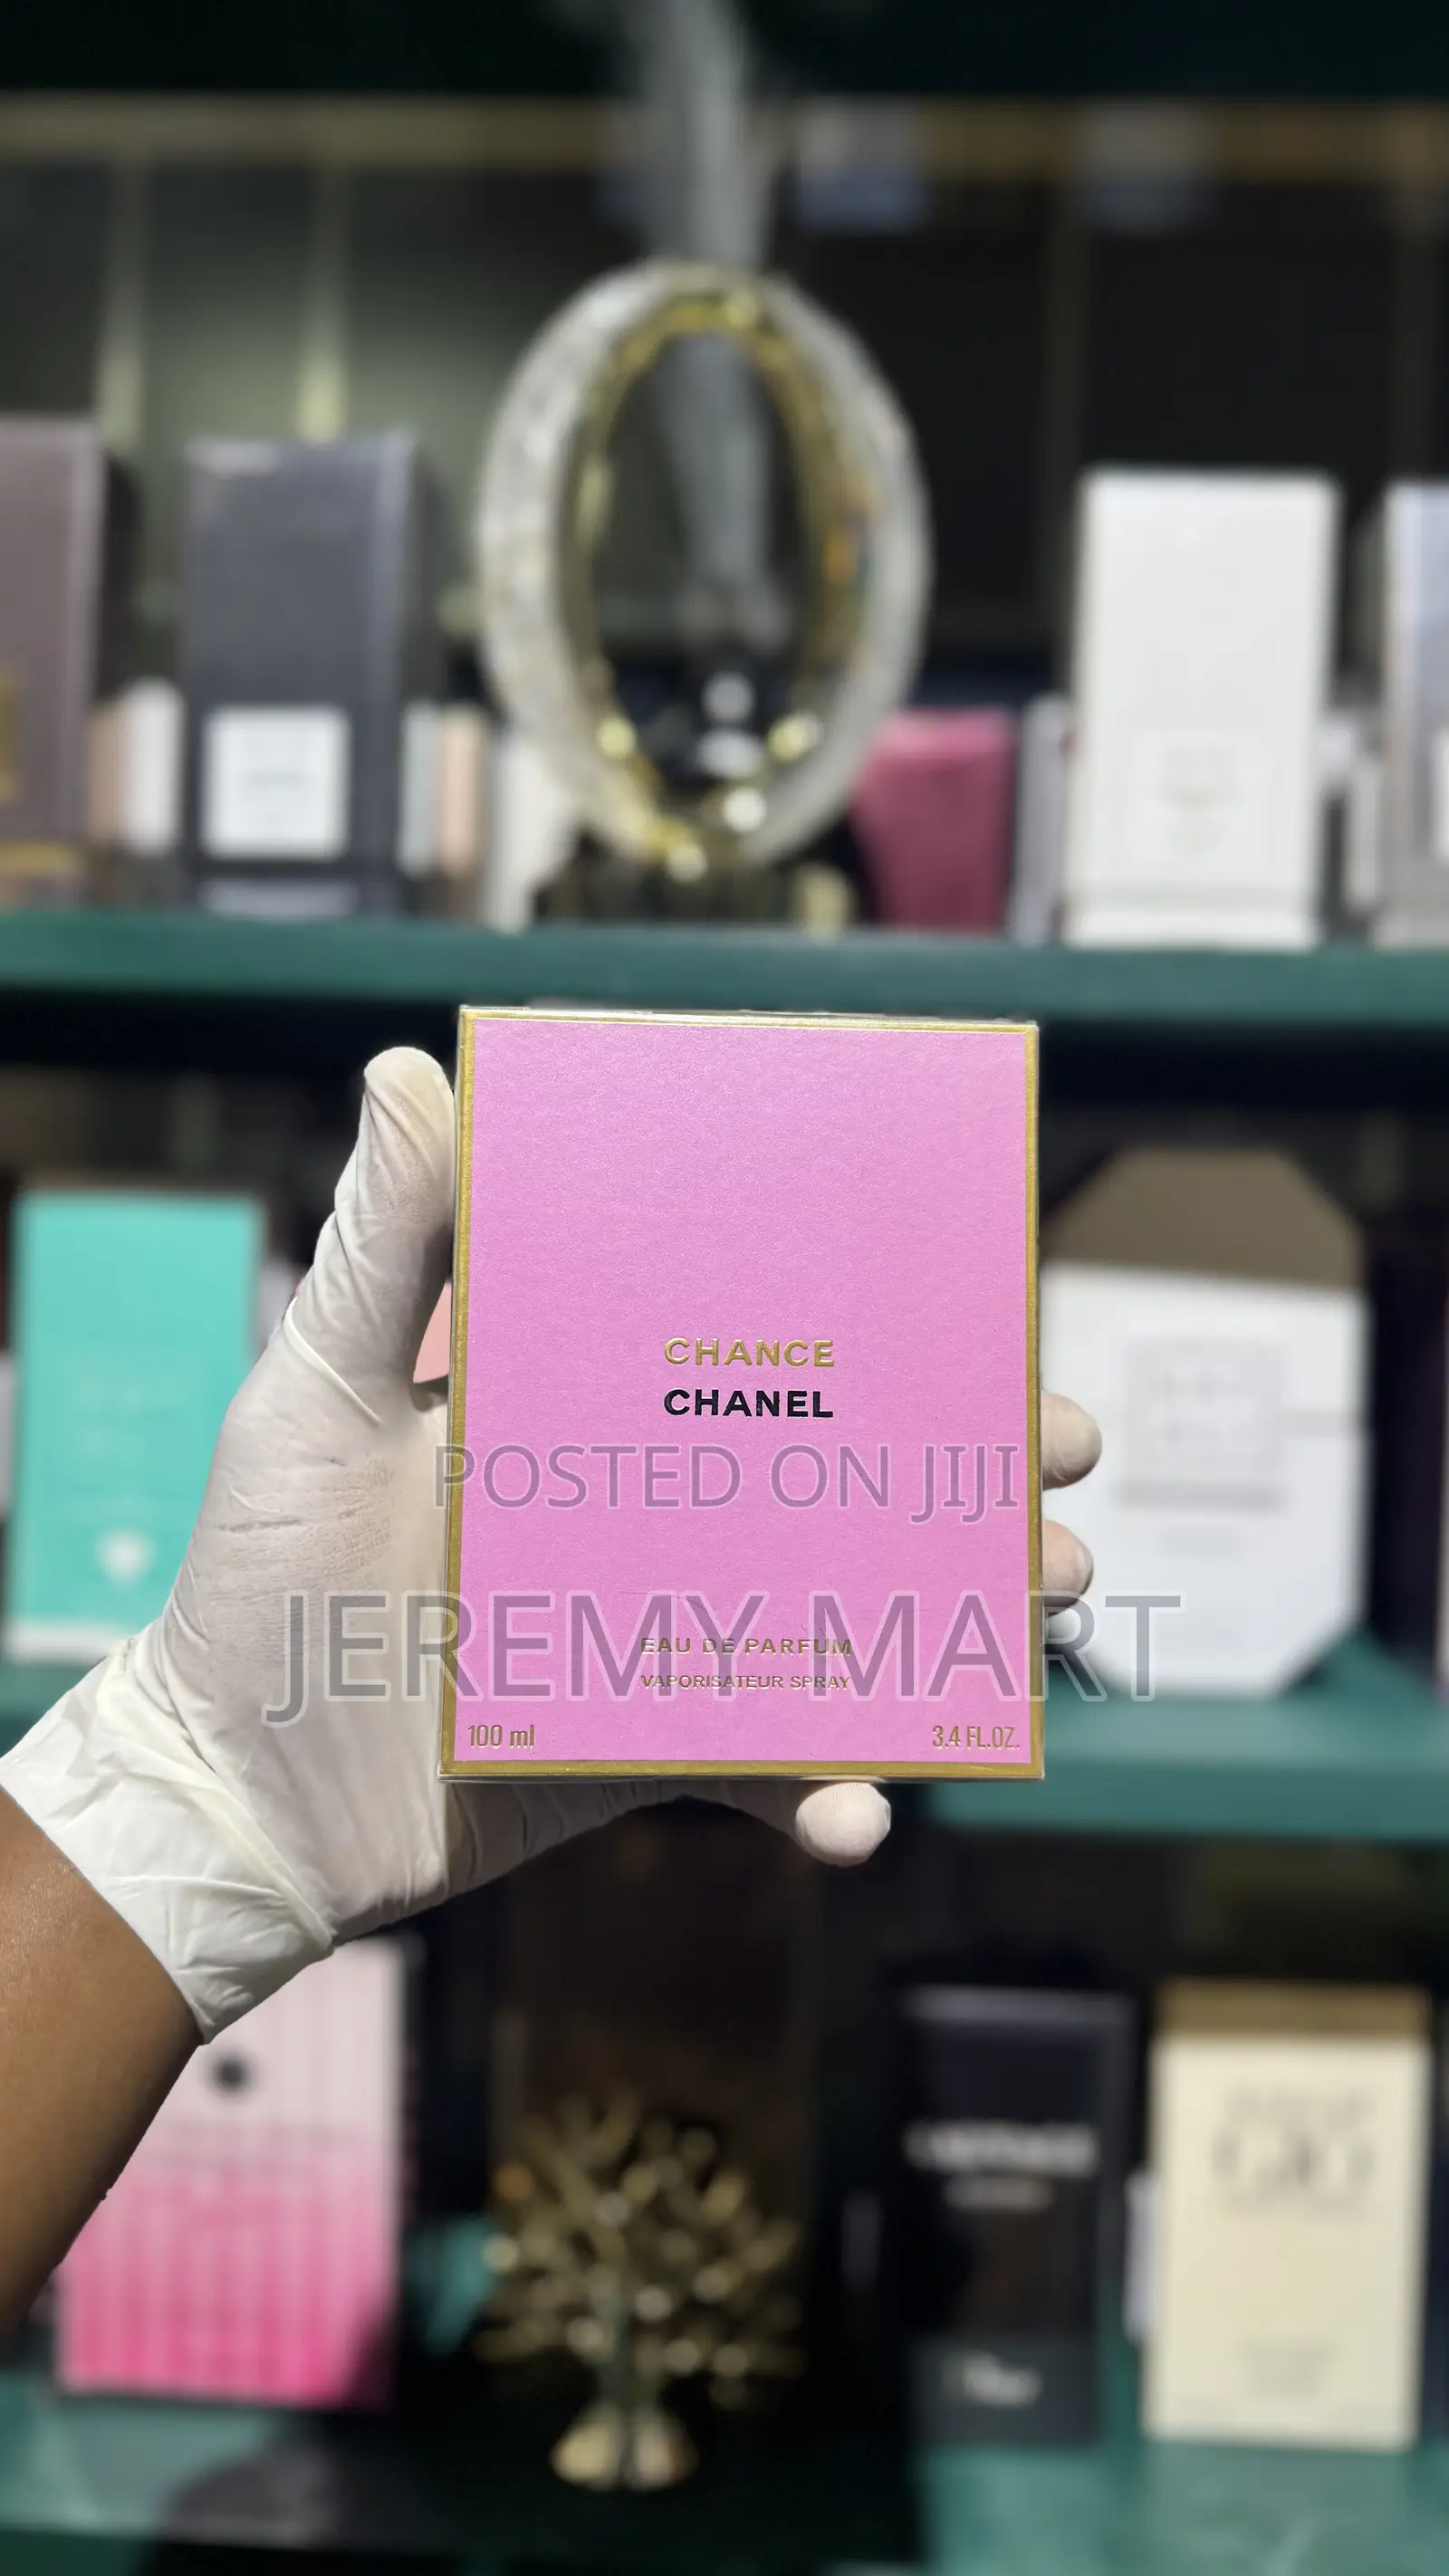 CHANCE
CHANEL
POSTED ON JIJI
JEREMY MART
EAU DE PARFUM
VAPORISATEUR SPRAY
100 ml
3.4 FL.OZ.